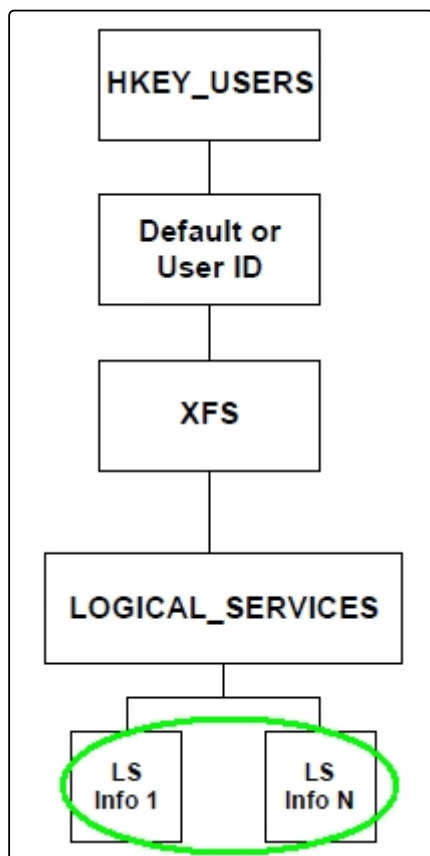 HKEY_USERS
Default or
User ID
XFS
LOGICAL_SERVICES
LS
Info 1
LS
Info N